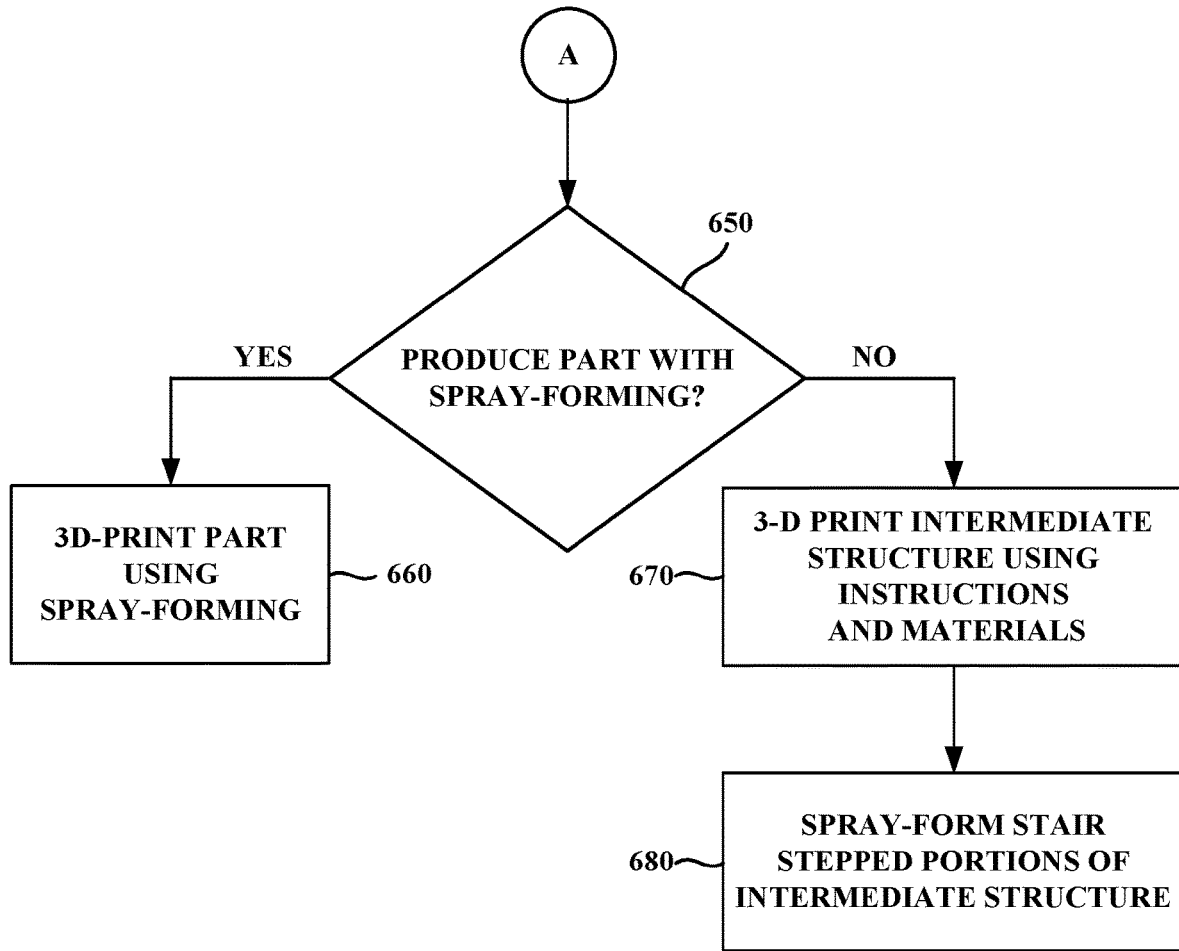 A
650
PRODUCE PART WITH
SPRAY-FORMING?
YES
NO
3D-PRINT PART
USING
SPRAY-FORMING
660
670
3-D PRINT INTERMEDIATE
STRUCTURE USING
INSTRUCTIONS
AND MATERIALS
680
SPRAY-FORM STAIR
STEPPED PORTIONS OF
INTERMEDIATE STRUCTURE